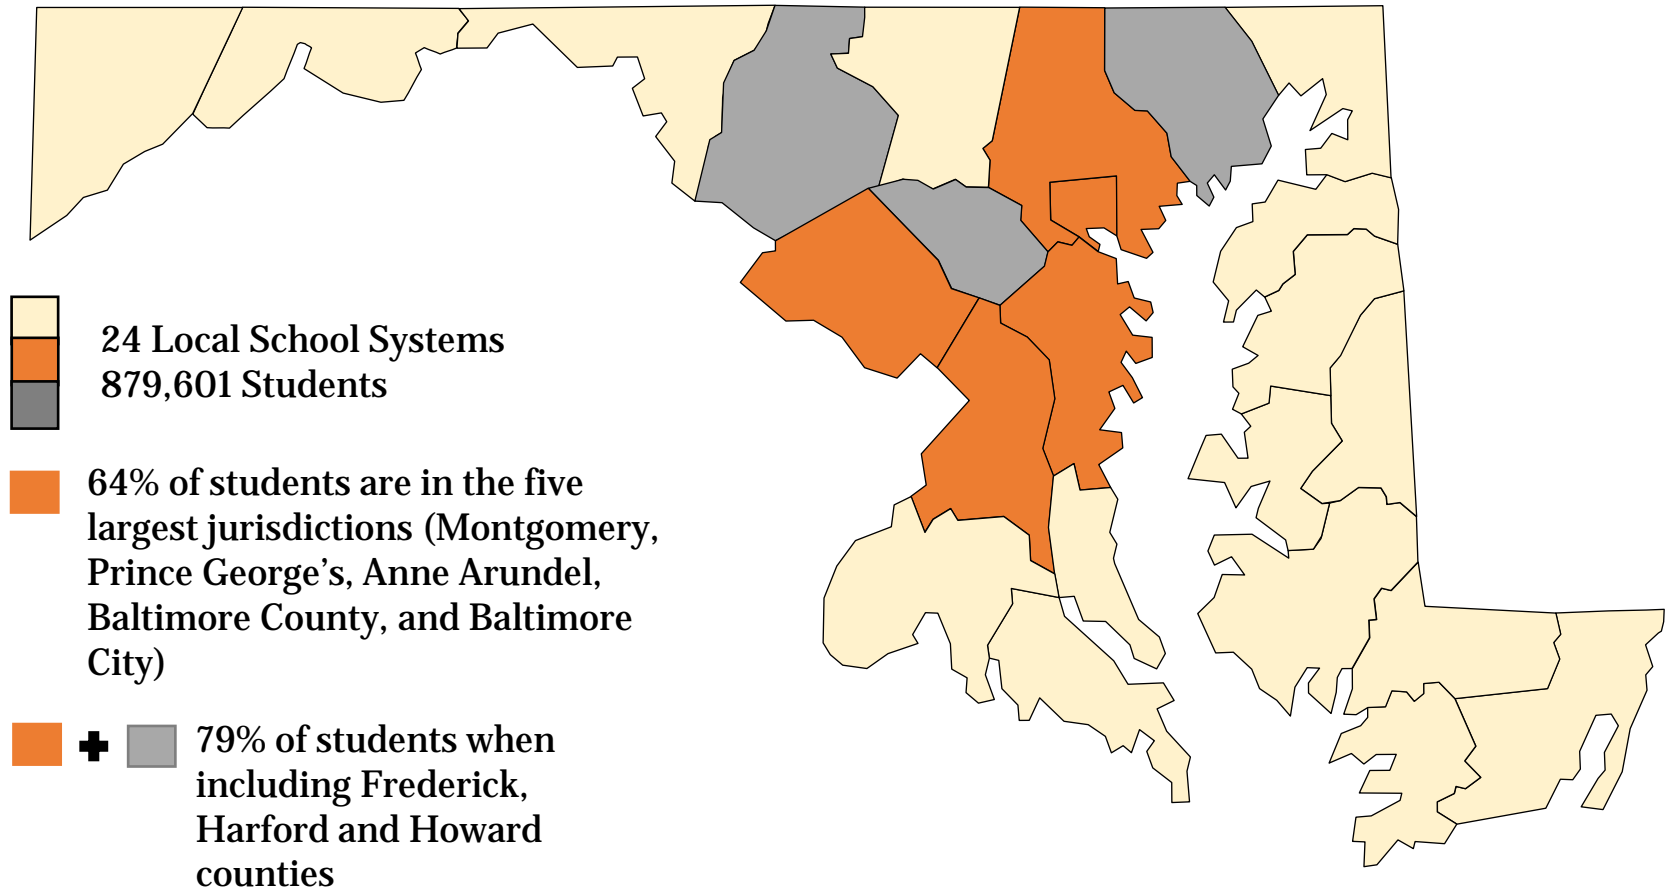 24 Local School Systems
879,601 Students
64% of students are in the five
largest jurisdictions (Montgomery,
Prince George’s, Anne Arundel,
Baltimore County, and Baltimore
City)
79% of students when
including Frederick,
Harford and Howard
counties